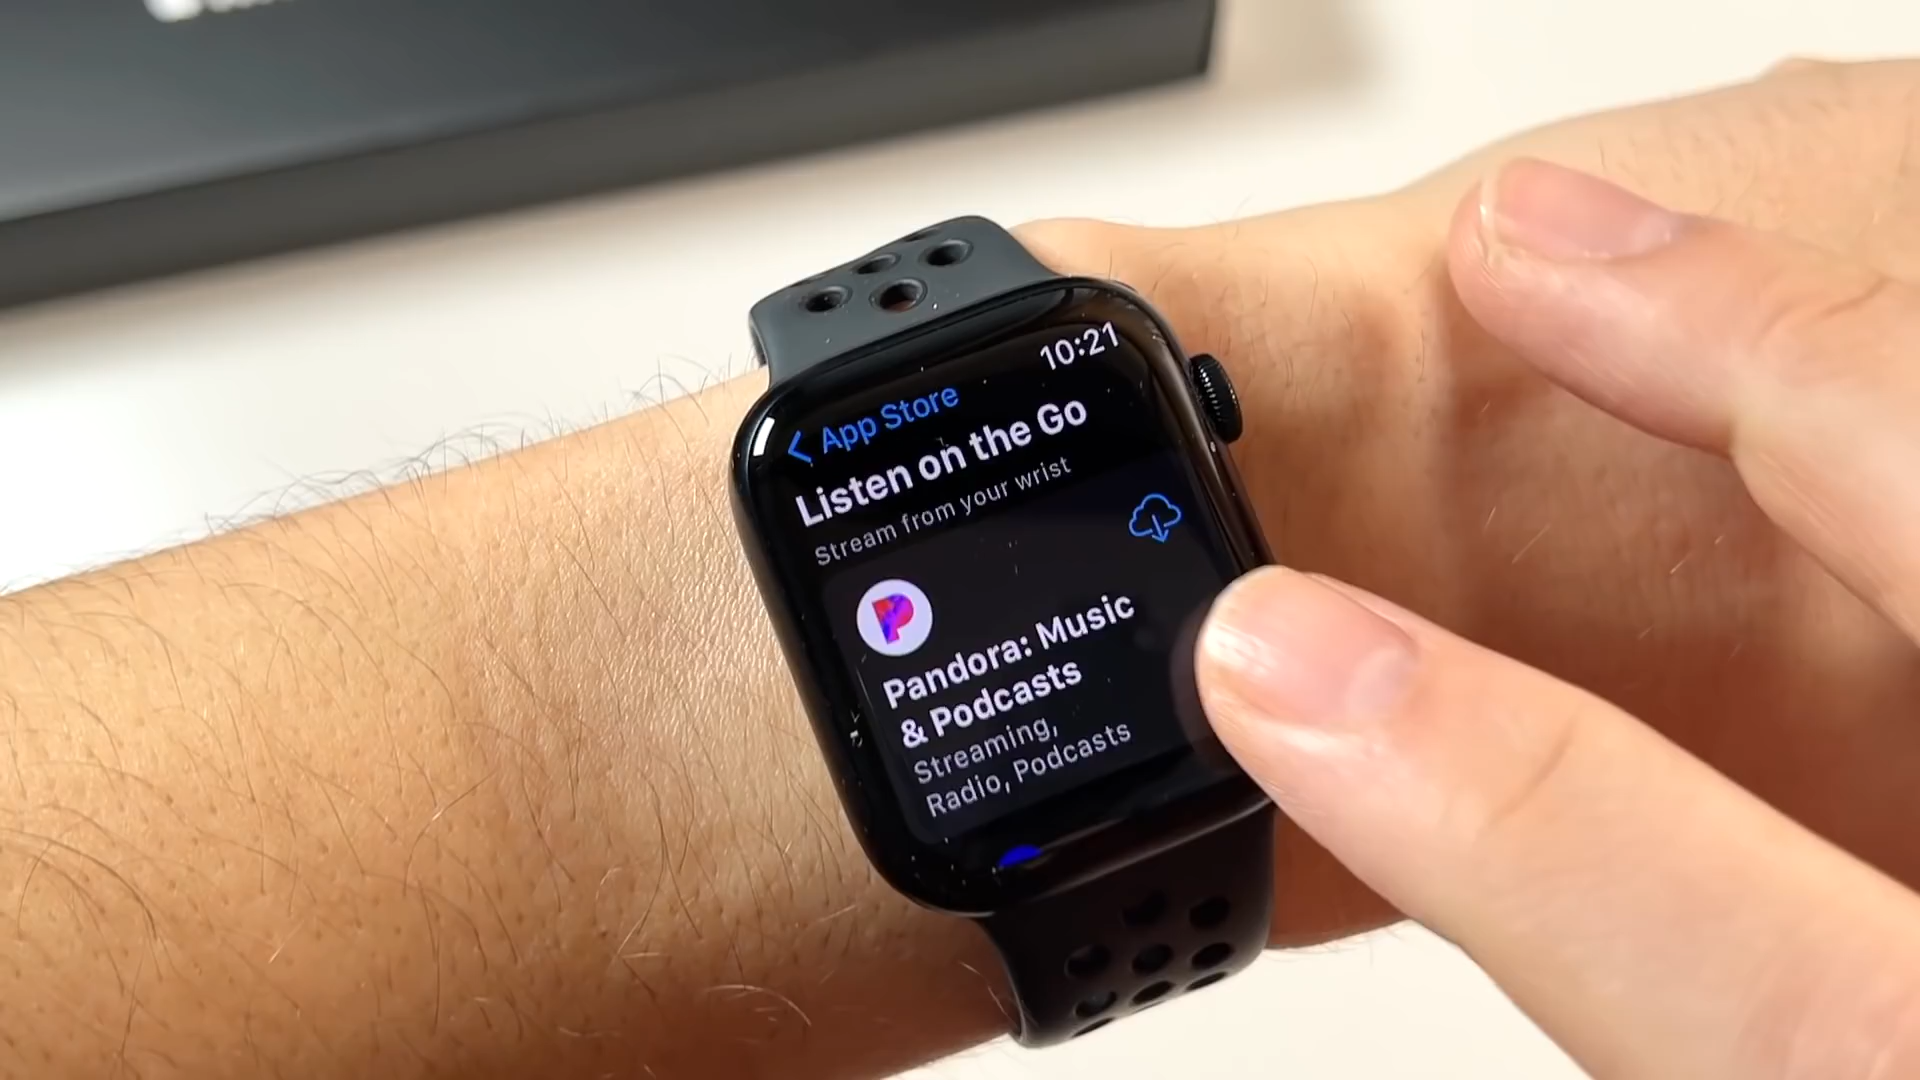 10:21
App Store
Listen on the Go
Stream from your wrist
Pandora: Music
& Podcasts
Streaming,
Radio, Podcasts